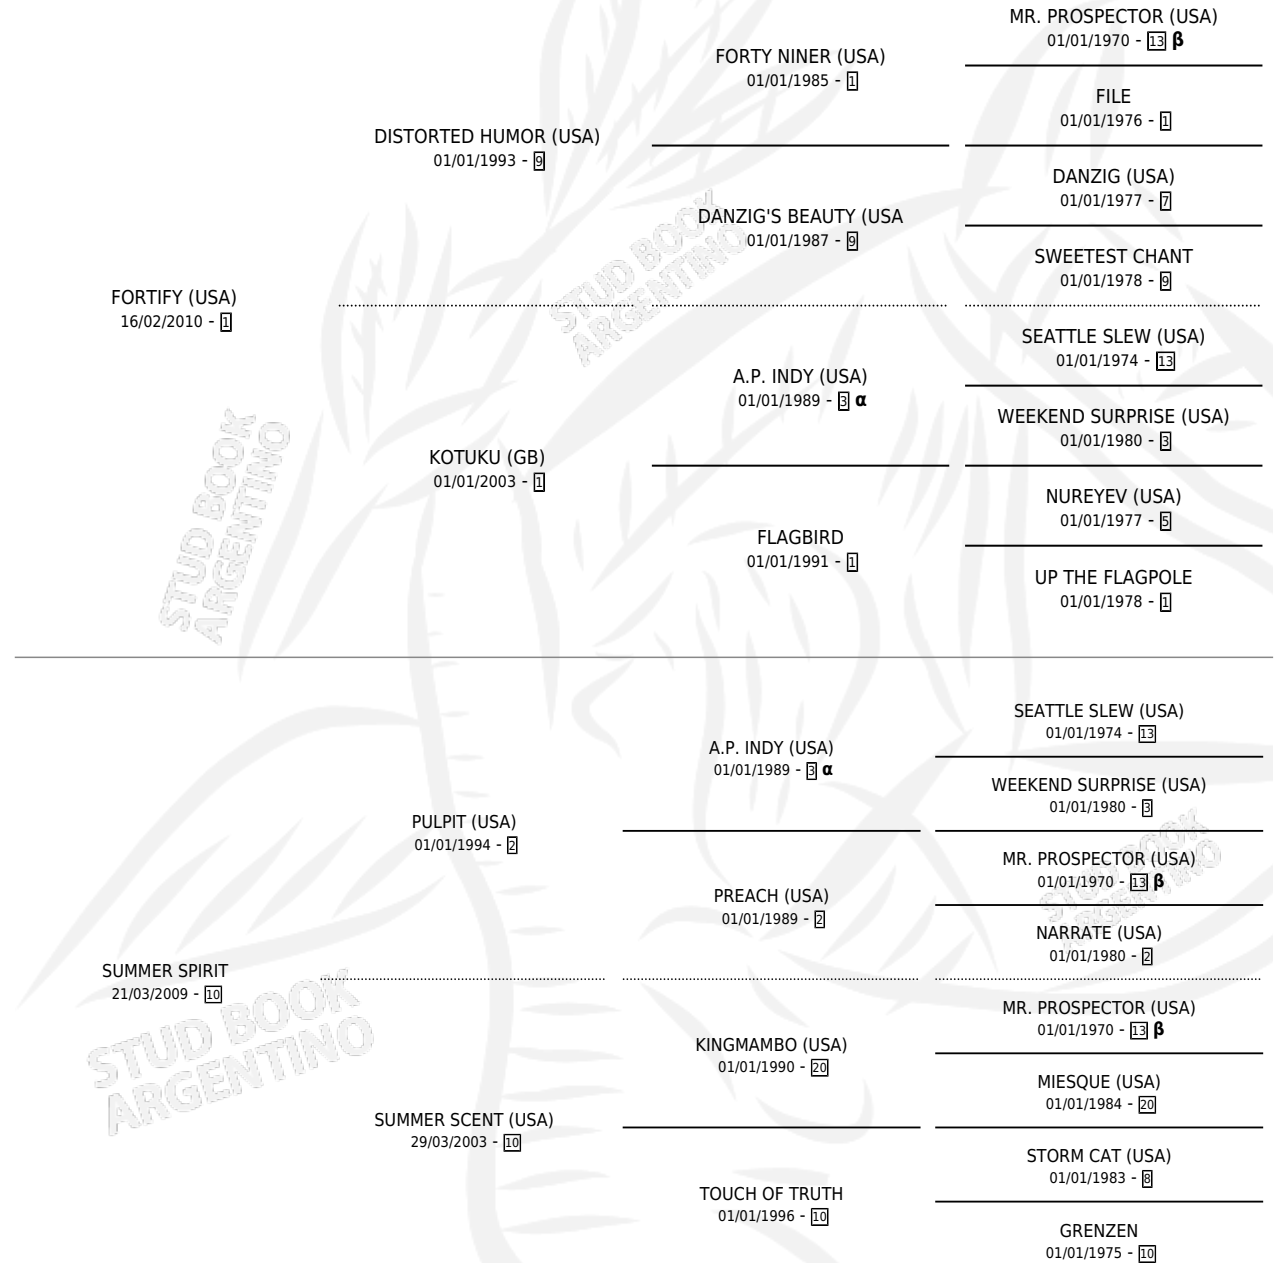 MR. PROSPECTOR (USA)
01/01/1970 - 13 β
FORTY NINER (USA)
01/01/1985 - 1
FILE
01/01/1976 - 1
DISTORTED HUMOR (USA)
01/01/1993 - 9
DANZIG (USA)
01/01/1977 - 7
DANZIG'S BEAUTY (USA
01/01/1987 - 9
SWEETEST CHANT
01/01/1978 - 9
FORTIFY (USA)
16/02/2010 - 1
SEATTLE SLEW (USA)
01/01/1974 - 13
A.P. INDY (USA)
01/01/1989 - 3 α
WEEKEND SURPRISE (USA)
01/01/1980 - 3
KOTUKU (GB)
01/01/2003 - 1
NUREYEV (USA)
01/01/1977 - 5
FLAGBIRD
01/01/1991 - 1
UP THE FLAGPOLE
01/01/1978 - 1
STUD BOOK
ARGENTINO
STUD BOOK
ARGENTINO
SEATTLE SLEW (USA)
01/01/1974 - 13
A.P. INDY (USA)
01/01/1989 - 3 α
WEEKEND SURPRISE (USA)
01/01/1980 - 3
PULPIT (USA)
01/01/1994 - 2
MR. PROSPECTOR (USA)
01/01/1970 - 13 β
PREACH (USA)
01/01/1989 - 2
NARRATE (USA)
01/01/1980 - 2
SUMMER SPIRIT
21/03/2009 - 10
MR. PROSPECTOR (USA)
01/01/1970 - 13 β
KINGMAMBO (USA)
01/01/1990 - 20
MIESQUE (USA)
01/01/1984 - 20
SUMMER SCENT (USA)
29/03/2003 - 10
STORM CAT (USA)
01/01/1983 - 8
TOUCH OF TRUTH
01/01/1996 - 10
GRENZEN
01/01/1975 - 10
STUD BOOK
ARGENTINO
STUD BOOK
ARGENTINO